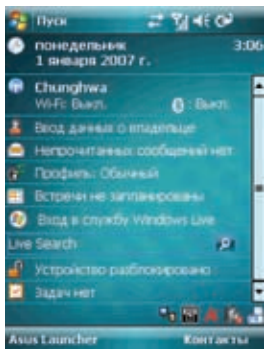 Пуск
понедельник
3:06
1 января 2007 г.
Chunghwa
Wi-Fi: Выкл.
: Выкл.
Ввод данных о владельце
Непрочитанных сообщений нет
Профиль: Обычный
Встречи не запланированы
Вход в службу Windows Live
Live Search
Устройство разблокировано
Задач нет
Asus Launcher
Контакты